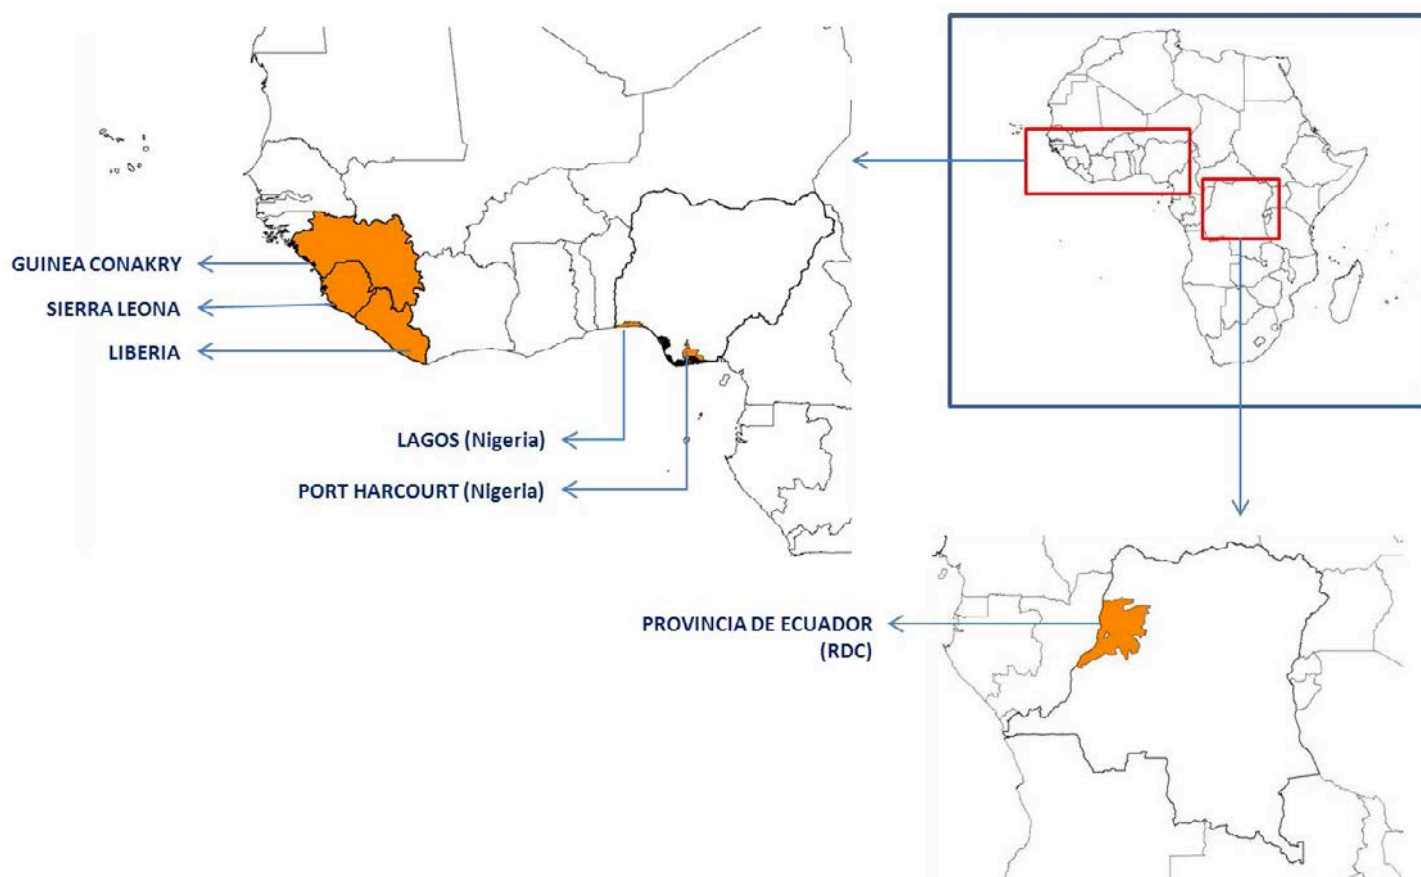 GUINEA CONAKRY
SIERRA LEONA
LIBERIA
LAGOS (Nigeria)
PORT HARCOURT (Nigeria)
PROVINCIA DE ECUADOR
(RDC)